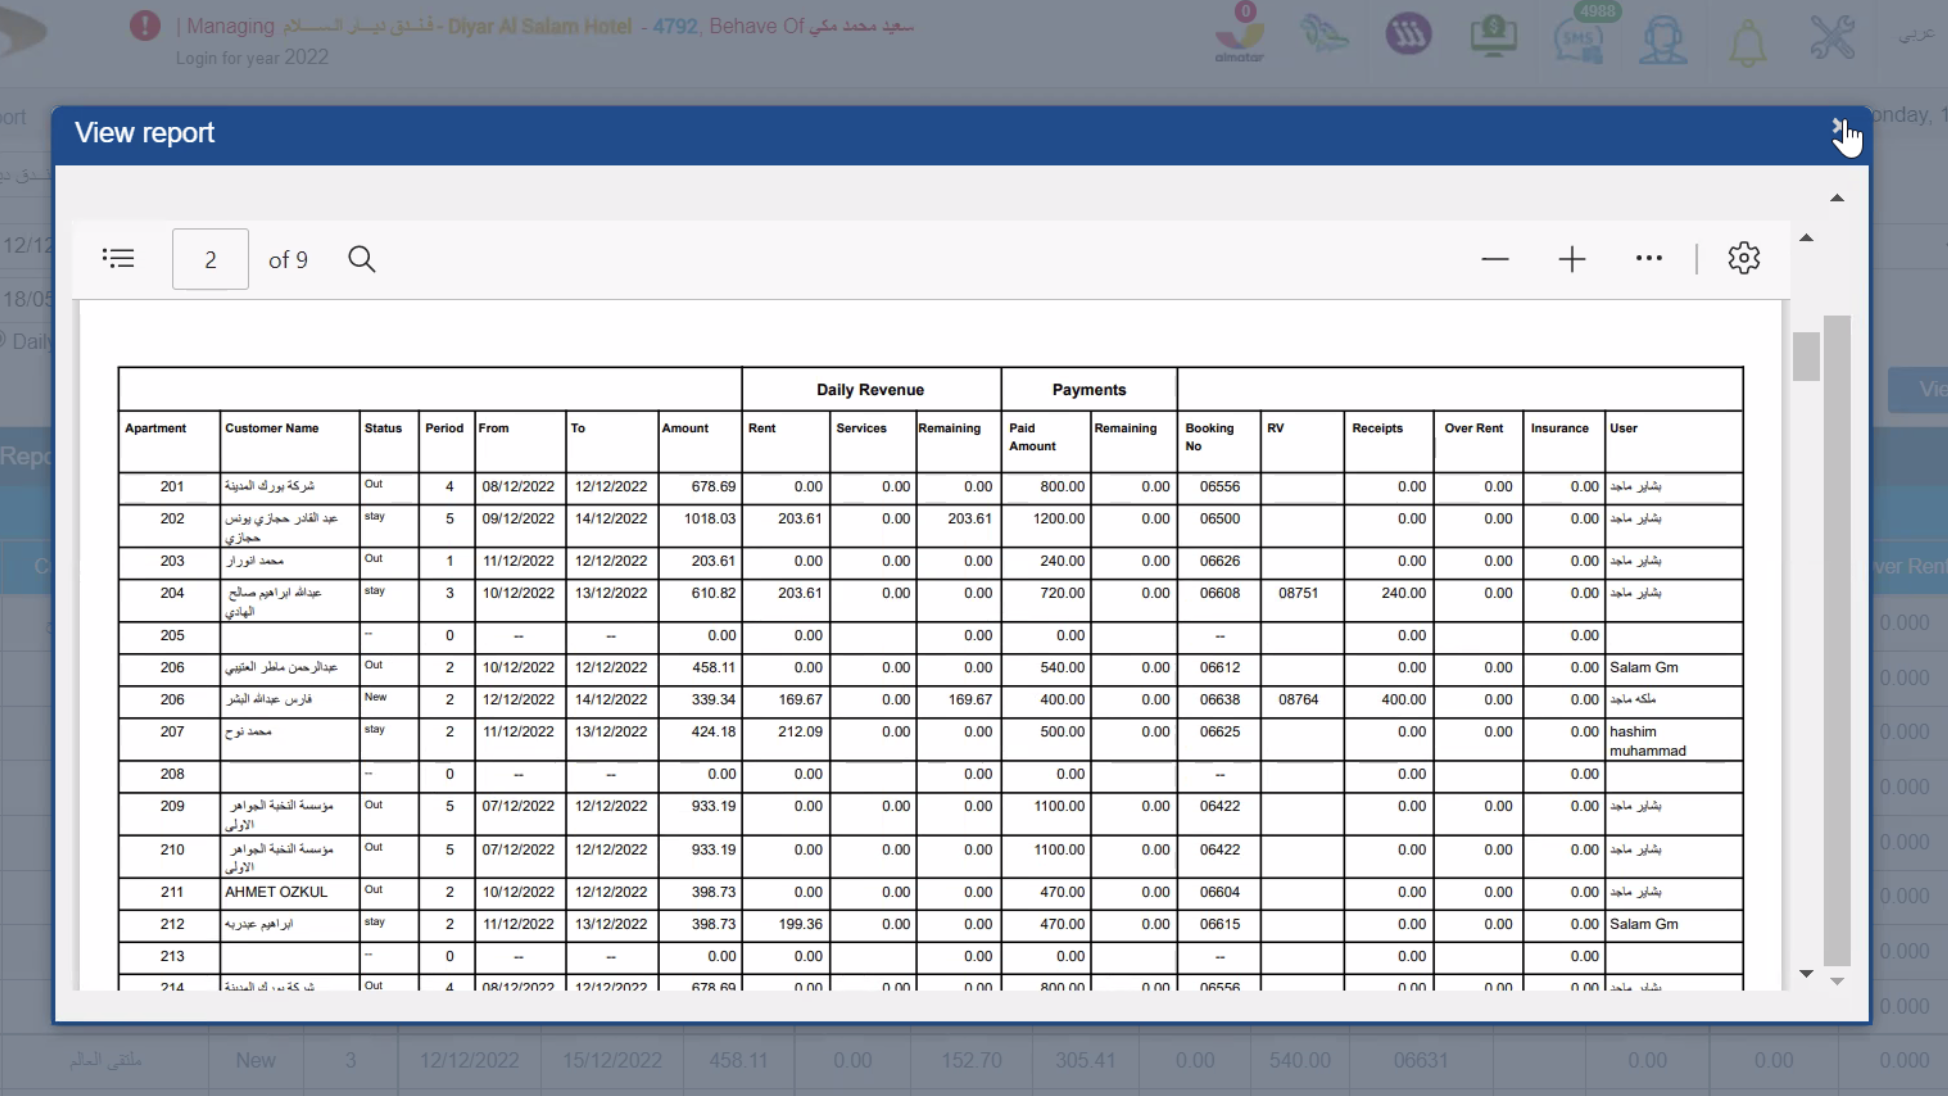 | Managing فندق ديار السلام - Diyar Al Salam Hotel - 4792, Behave Of سعيد محمد مكي
Login for year 2022
0
almatar
SMS
4988
عربي
onday, 1
View report
2 of 9
12/12
18/05
Daily
Vie
Repo
ver Rent
Daily Revenue Payments
Apartment Customer Name Status Period From To Amount Rent Services Remaining Paid Amount Remaining Booking No RV Receipts Over Rent Insurance User
201 شركة بورك المدينة Out 4 08/12/2022 12/12/2022 678.69 0.00 0.00 0.00 800.00 0.00 06556 0.00 0.00 0.00 بشاير ماجد
202 عبد القادر حجازي يونس حجازي stay 5 09/12/2022 14/12/2022 1018.03 203.61 0.00 203.61 1200.00 0.00 06500 0.00 0.00 0.00 بشاير ماجد
203 محمد انورار Out 1 11/12/2022 12/12/2022 203.61 0.00 0.00 0.00 240.00 0.00 06626 0.00 0.00 0.00 بشاير ماجد
204 عبدالله ابراهيم صالح الهادي stay 3 10/12/2022 13/12/2022 610.82 203.61 0.00 0.00 720.00 0.00 06608 08751 240.00 0.00 0.00 بشاير ماجد
205 -- 0 -- -- 0.00 0.00 0.00 0.00 -- 0.00 0.00
206 عبدالرحمن ماطر العتيبي Out 2 10/12/2022 12/12/2022 458.11 0.00 0.00 0.00 540.00 0.00 06612 0.00 0.00 0.00 Salam Gm
206 فارس عبدالله البشر New 2 12/12/2022 14/12/2022 339.34 169.67 0.00 169.67 400.00 0.00 06638 08764 400.00 0.00 0.00 ملكه ماجد
207 محمد نوح stay 2 11/12/2022 13/12/2022 424.18 212.09 0.00 0.00 500.00 0.00 06625 0.00 0.00 0.00 hashim muhammad
208 -- 0 -- -- 0.00 0.00 0.00 0.00 -- 0.00 0.00
209 مؤسسة النخبة الجواهر الاولى Out 5 07/12/2022 12/12/2022 933.19 0.00 0.00 0.00 1100.00 0.00 06422 0.00 0.00 0.00 بشاير ماجد
210 مؤسسة النخبة الجواهر الاولى Out 5 07/12/2022 12/12/2022 933.19 0.00 0.00 0.00 1100.00 0.00 06422 0.00 0.00 0.00 بشاير ماجد
211 AHMET OZKUL Out 2 10/12/2022 12/12/2022 398.73 0.00 0.00 0.00 470.00 0.00 06604 0.00 0.00 0.00 بشاير ماجد
212 ابراهيم عبدربه stay 2 11/12/2022 13/12/2022 398.73 199.36 0.00 0.00 470.00 0.00 06615 0.00 0.00 0.00 Salam Gm
213 -- 0 -- -- 0.00 0.00 0.00 0.00 -- 0.00 0.00
214 شركة بورك المدينة Out 4 08/12/2022 12/12/2022 678.69 0.00 0.00 0.00 800.00 0.00 06556 0.00 0.00 0.00 بشاير ماجد
0.000
0.000
0.000
0.000
0.000
0.000
0.000
0.000
ملتقى العالم New 3 12/12/2022 15/12/2022 458.11 0.00 152.70 305.41 0.00 540.00 06631 0.00 0.00 0.000